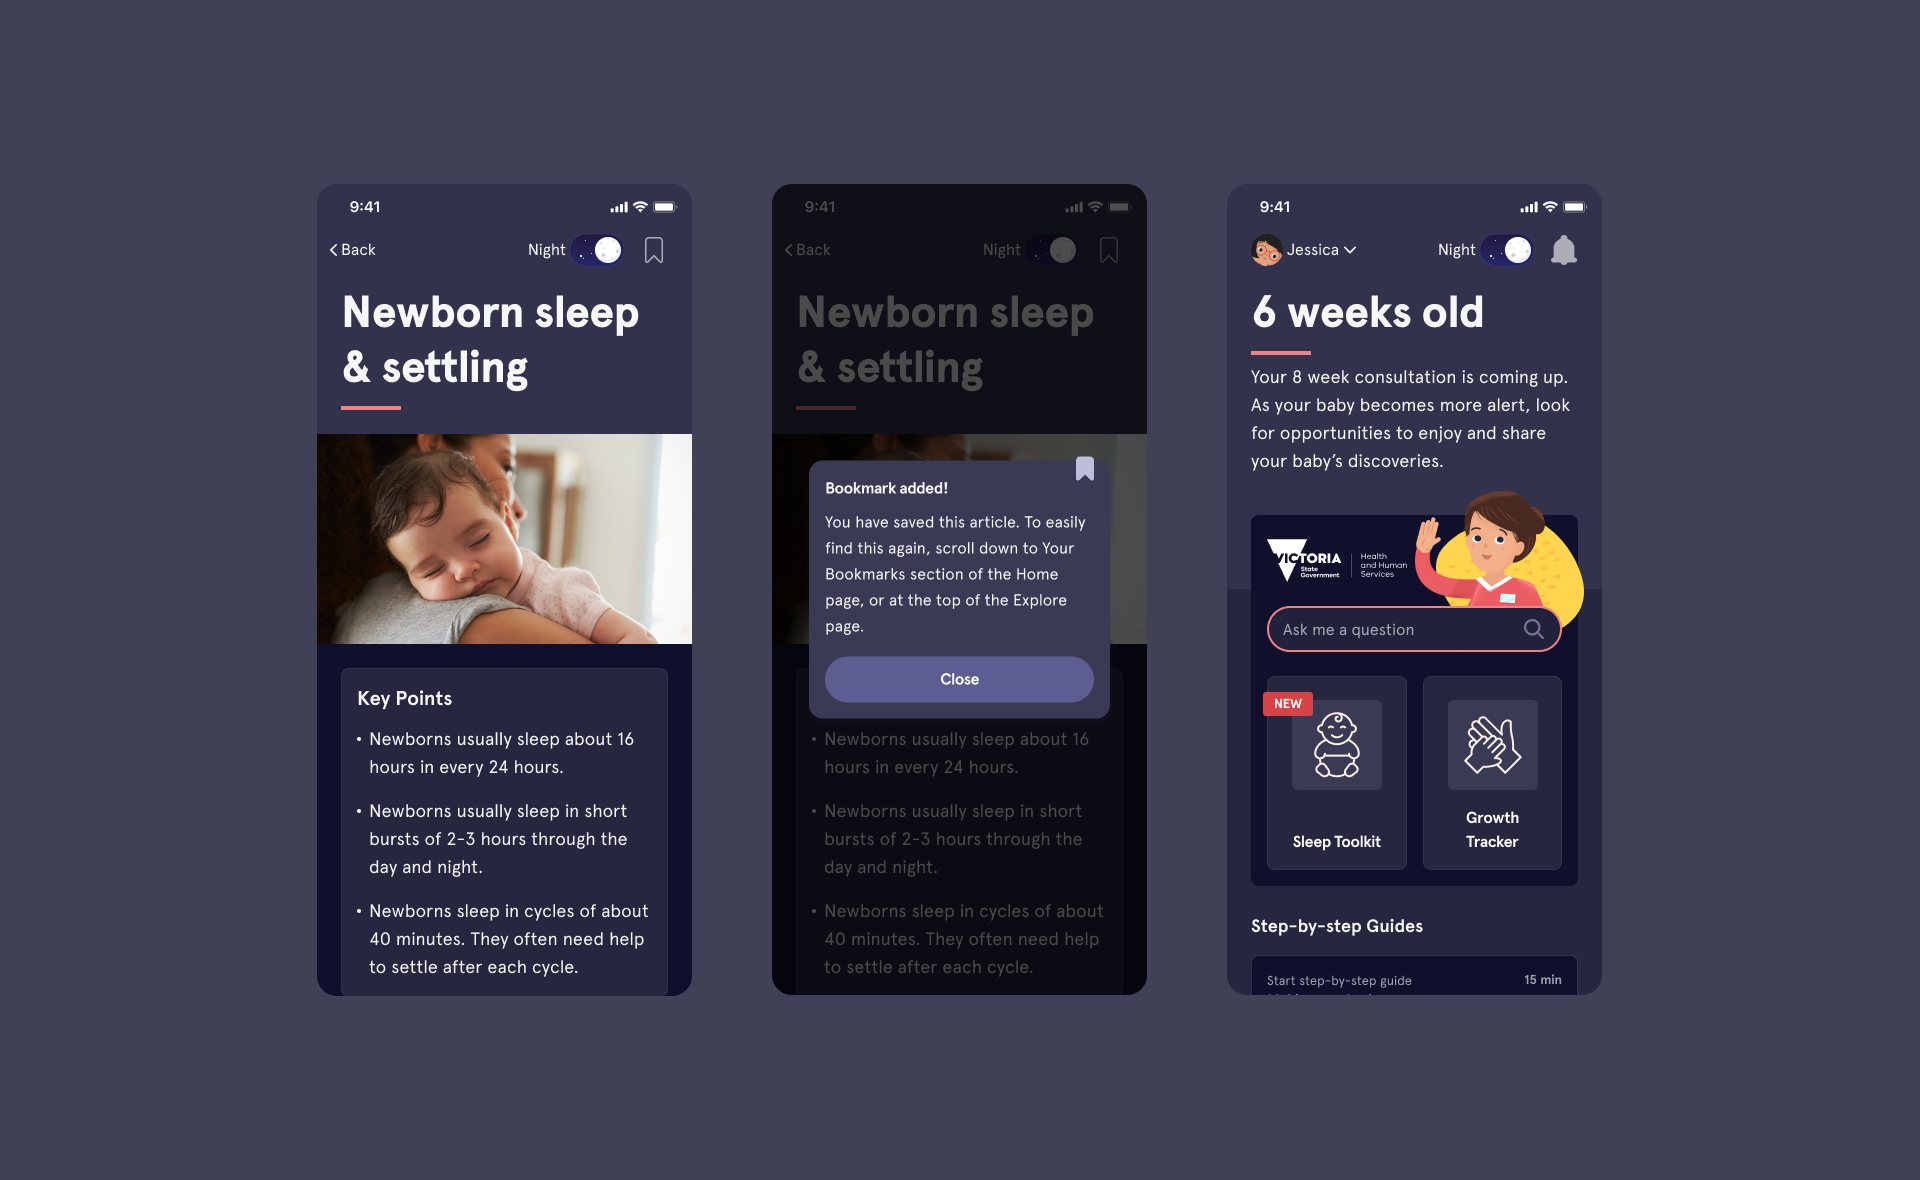 9:41
Back
Night
Newborn sleep
& settling
Key Points
• Newborns usually sleep about 16
hours in every 24 hours.
• Newborns usually sleep in short
bursts of 2-3 hours through the
day and night.
• Newborns sleep in cycles of about
40 minutes. They often need help
to settle after each cycle.
9:41
Back
Night
Newborn sleep
& settling
Bookmark added!
You have saved this article. To easily
find this again, scroll down to Your
Bookmarks section of the Home
page, or at the top of the Explore
page.
Close
• Newborns usually sleep about 16
hours in every 24 hours.
• Newborns usually sleep in short
bursts of 2-3 hours through the
day and night.
• Newborns sleep in cycles of about
40 minutes. They often need help
to settle after each cycle.
9:41
Jessica
Night
6 weeks old
Your 8 week consultation is coming up.
As your baby becomes more alert, look
for opportunities to enjoy and share
your baby’s discoveries.
VICTORIA
State
Government
Health
and Human
Services
Ask me a question
NEW
Sleep Toolkit
Growth
Tracker
Step-by-step Guides
Start step-by-step guide
15 min